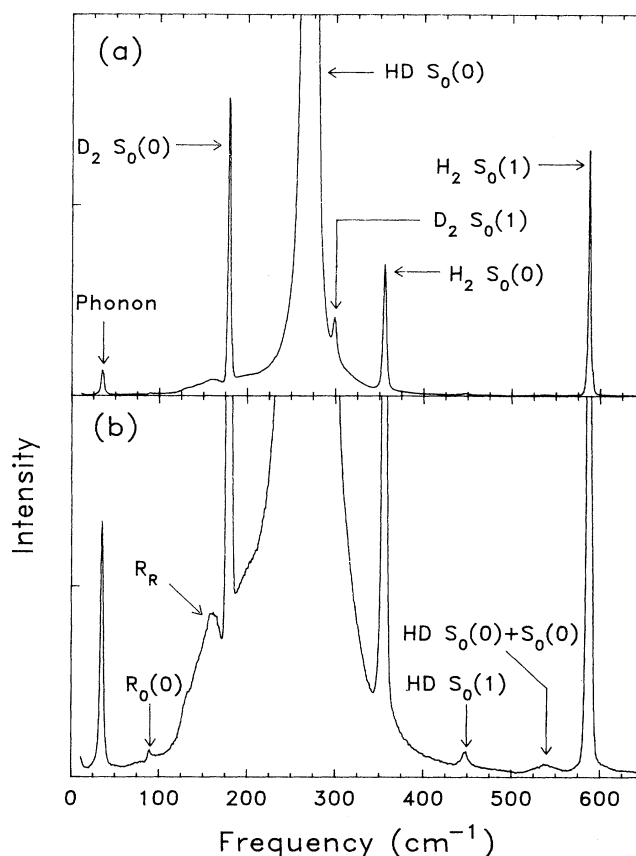 (a)
HD S₀(0)
D₂ S₀(0)
H₂ S₀(1)
D₂ S₀(1)
H₂ S₀(0)
Phonon
(b)
Intensity
R_R
HD S₀(0)+S₀(0)
R₀(0)
HD S₀(1)
0 100 200 300 400 500 600
Frequency (cm⁻¹)